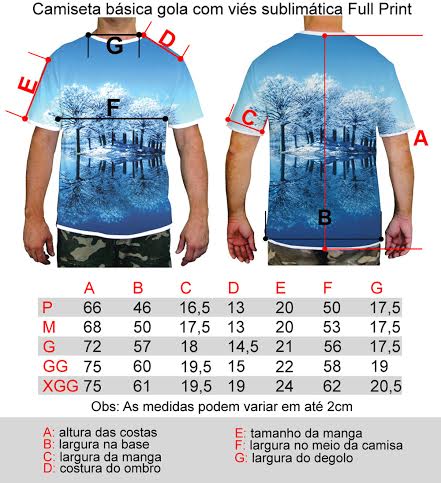 Camiseta básica gola com viés sublimática Full Print
G
D
E
F
C
A
B
A B C D E F G
P 66 46 16,5 13 20 50 17,5
M 68 50 17,5 13 20 53 17,5
G 72 57 18 14,5 21 56 17,5
GG 75 60 19,5 15 22 58 19
XGG 75 61 19,5 19 24 62 20,5
Obs: As medidas podem variar em até 2cm
A: altura das costas
B: largura na base
C: largura da manga
D: costura do ombro
E: tamanho da manga
F: largura no meio da camisa
G: largura do degolo